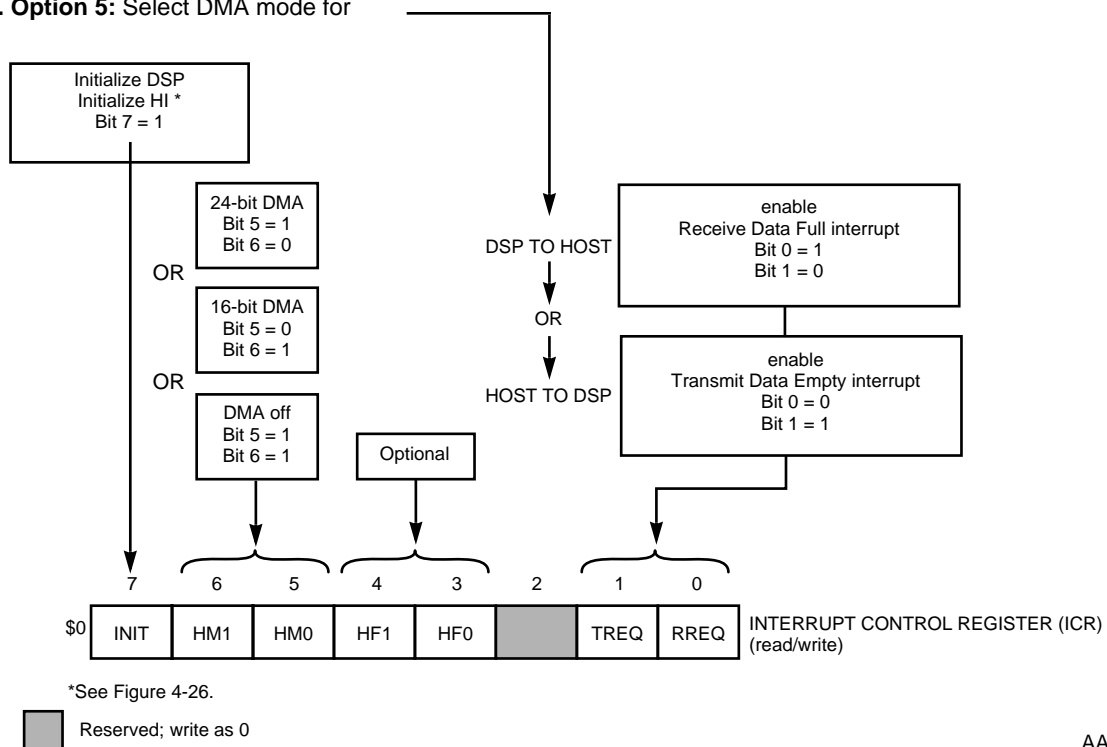 . Option 5: Select DMA mode for
Initialize DSP
Initialize HI *
Bit 7 = 1
24-bit DMA
Bit 5 = 1
Bit 6 = 0
OR
16-bit DMA
Bit 5 = 0
Bit 6 = 1
OR
DMA off
Bit 5 = 1
Bit 6 = 1
Optional
DSP TO HOST
OR
HOST TO DSP
enable
Receive Data Full interrupt
Bit 0 = 1
Bit 1 = 0
enable
Transmit Data Empty interrupt
Bit 0 = 0
Bit 1 = 1
7 6 5 4 3 2 1 0
$0 INIT HM1 HM0 HF1 HF0 TREQ RREQ INTERRUPT CONTROL REGISTER (ICR)
(read/write)
*See Figure 4-26.
Reserved; write as 0
AA